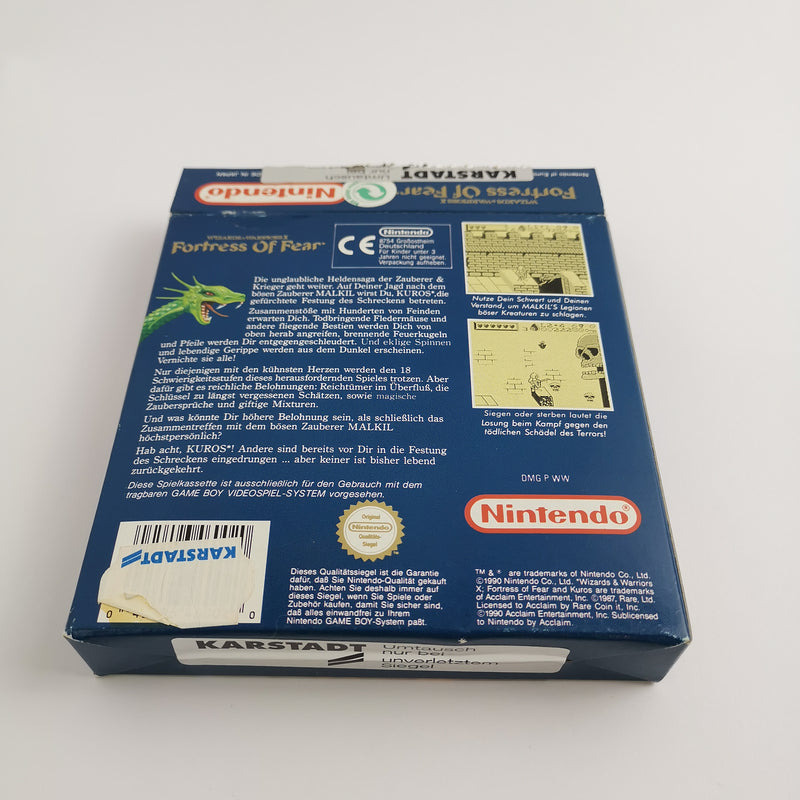 KARSTADT
Umtausch
nur bei
Nintendo
WIZARDS & WARRIORS X
Fortress Of Fear
WIZARDS & WARRIORS X
Fortress Of Fear
CE
Nintendo
8754 Großostheim
Deutschland
Für Kinder unter 3
Jahren nicht geeignet.
Verpackung aufheben.
Die unglaubliche Heldensaga der Zauberer &
Krieger geht weiter. Auf Deiner Jagd nach dem
bösen Zauberer MALKIL wirst Du, KUROS*,die
gefürchtete Festung des Schreckens betreten.
Zusammenstöße mit Hunderten von Feinden
erwarten Dich. Todbringende Fledermäuse und
andere fliegende Bestien werden Dich von
oben herab angreifen, brennende Feuerkugeln
und Pfeile werden Dir entgegengeschleudert. Und eklige Spinnen
und lebendige Gerippe werden aus dem Dunkel erscheinen.
Vernichte sie alle!
Nur diejenigen mit den kühnsten Herzen werden den 18
Schwierigkeitsstufen dieses herausfordernden Spieles trotzen. Aber
dafür gibt es reichliche Belohnungen: Reichtümer im Überfluß, die
Schlüssel zu längst vergessenen Schätzen, sowie magische
Zaubersprüche und giftige Mixturen.
Und was könnte Dir höhere Belohnung sein, als schließlich das
Zusammentreffen mit dem bösen Zauberer MALKIL
höchstpersönlich?
Hab acht, KUROS*! Andere sind bereits vor Dir in die Festung
des Schreckens eingedrungen ... aber keiner ist bisher lebend
zurückgekehrt.
Diese Spielkassette ist ausschließlich für den Gebrauch mit dem
tragbaren GAME BOY VIDEOSPIEL-SYSTEM vorgesehen.
Nutze Dein Schwert und Deinen
Verstand, um MALKIL'S Legionen
böser Kreaturen zu schlagen.
Siegen oder sterben lautet die
Losung beim Kampf gegen den
tödlichen Schädel des Terrors!
DMG P WW
Nintendo®
KARSTADT
Original
Nintendo
Qualitäts-
Siegel
Dieses Qualitätssiegel ist die Garantie
dafür, daß Sie Nintendo-Qualität gekauft
haben. Achten Sie deshalb immer auf
dieses Siegel, wenn Sie Spiele oder
Zubehör kaufen, damit Sie sicher sind,
daß alles einwandfrei zu Ihrem
Nintendo GAME BOY-System paßt.
TM & ® are trademarks of Nintendo Co., Ltd.
©1990 Nintendo Co., Ltd. *Wizards & Warriors
X; Fortress of Fear and Kuros are trademarks
of Acclaim Entertainment, Inc. ©1987, Rare, Ltd.
Licensed to Acclaim by Rare Coin it, Inc.
©1990 Acclaim Entertainment, Inc. Sublicensed
to Nintendo by Acclaim.
KARSTADT
Umtausch
nur bei
unverletztem
Siegel